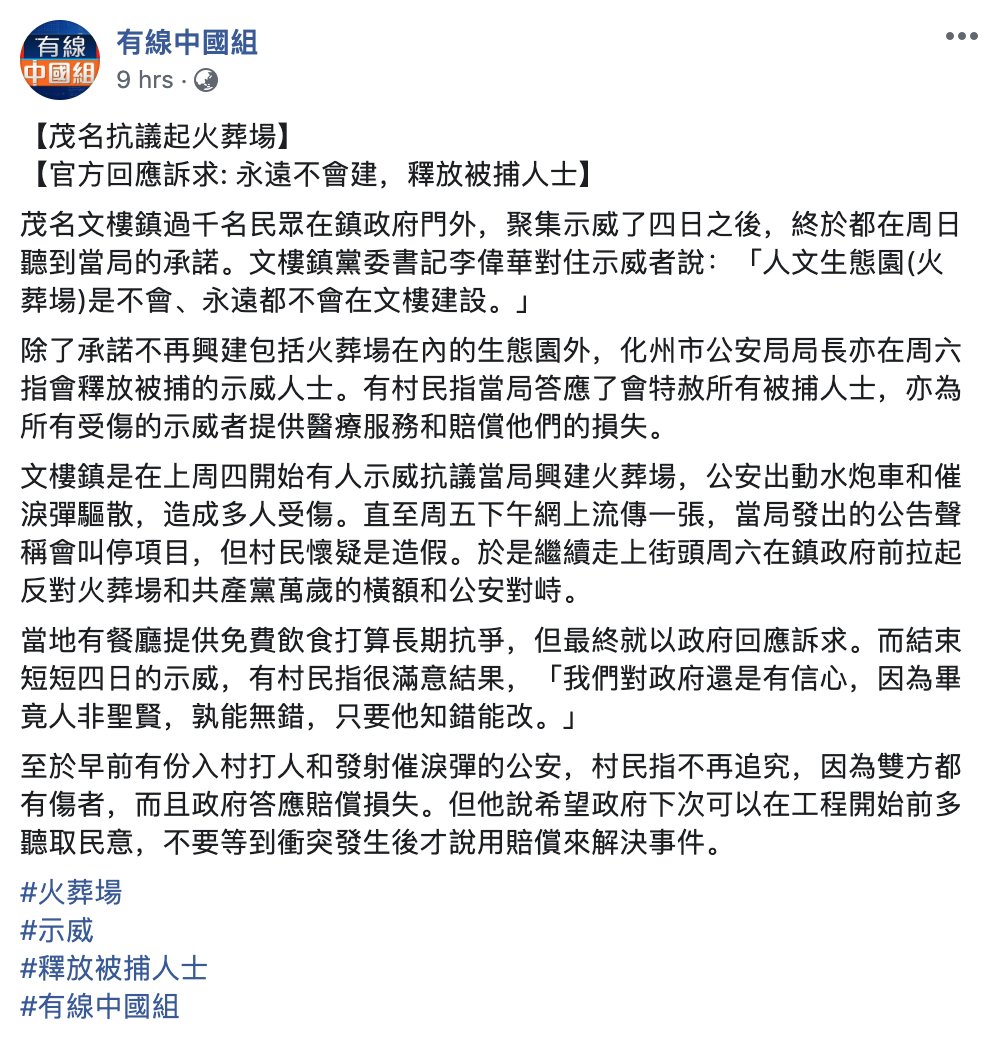 有線
中國組
有線中國組
9 hrs ·
【茂名抗議起火葬場】
【官方回應訴求: 永遠不會建，釋放被捕人士】
茂名文樓鎮過千名民眾在鎮政府門外，聚集示威了四日之後，終於都在周日
聽到當局的承諾。文樓鎮黨委書記李偉華對住示威者說：「人文生態園(火
葬場)是不會、永遠都不會在文樓建設。」
除了承諾不再興建包括火葬場在內的生態園外，化州市公安局局長亦在周六
指會釋放被捕的示威人士。有村民指當局答應了會特赦所有被捕人士，亦為
所有受傷的示威者提供醫療服務和賠償他們的損失。
文樓鎮是在上周四開始有人示威抗議當局興建火葬場，公安出動水炮車和催
淚彈驅散，造成多人受傷。直至周五下午網上流傳一張，當局發出的公告聲
稱會叫停項目，但村民懷疑是造假。於是繼續走上街頭周六在鎮政府前拉起
反對火葬場和共產黨萬歲的橫額和公安對峙。
當地有餐廳提供免費飲食打算長期抗爭，但最終就以政府回應訴求。而結束
短短四日的示威，有村民指很滿意結果，「我們對政府還是有信心，因為畢
竟人非聖賢，孰能無錯，只要他知錯能改。」
至於早前有份入村打人和發射催淚彈的公安，村民指不再追究，因為雙方都
有傷者，而且政府答應賠償損失。但他說希望政府下次可以在工程開始前多
聽取民意，不要等到衝突發生後才說用賠償來解決事件。
#火葬場
#示威
#釋放被捕人士
#有線中國組